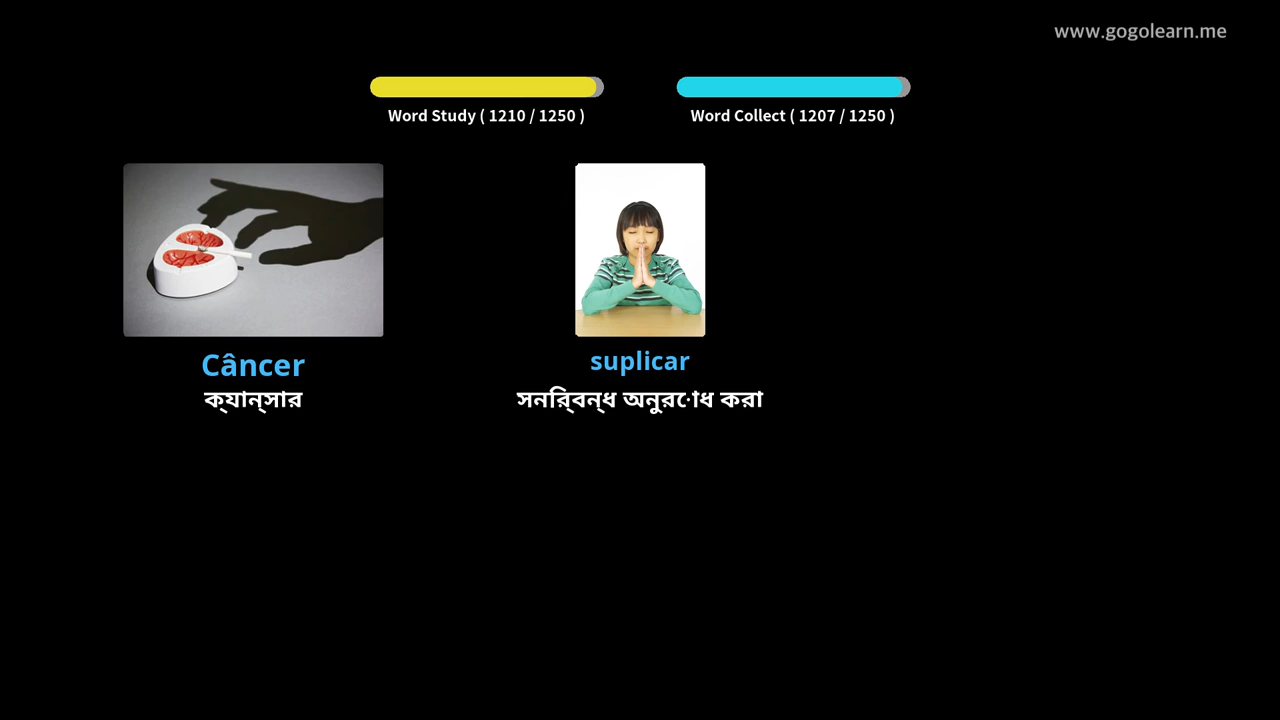 www.gogolearn.me
Word Study ( 1210 / 1250 )
Word Collect ( 1207 / 1250 )
Câncer
ক্যান্সার
suplicar
সনির্বন্ধ অনুরোধ করা